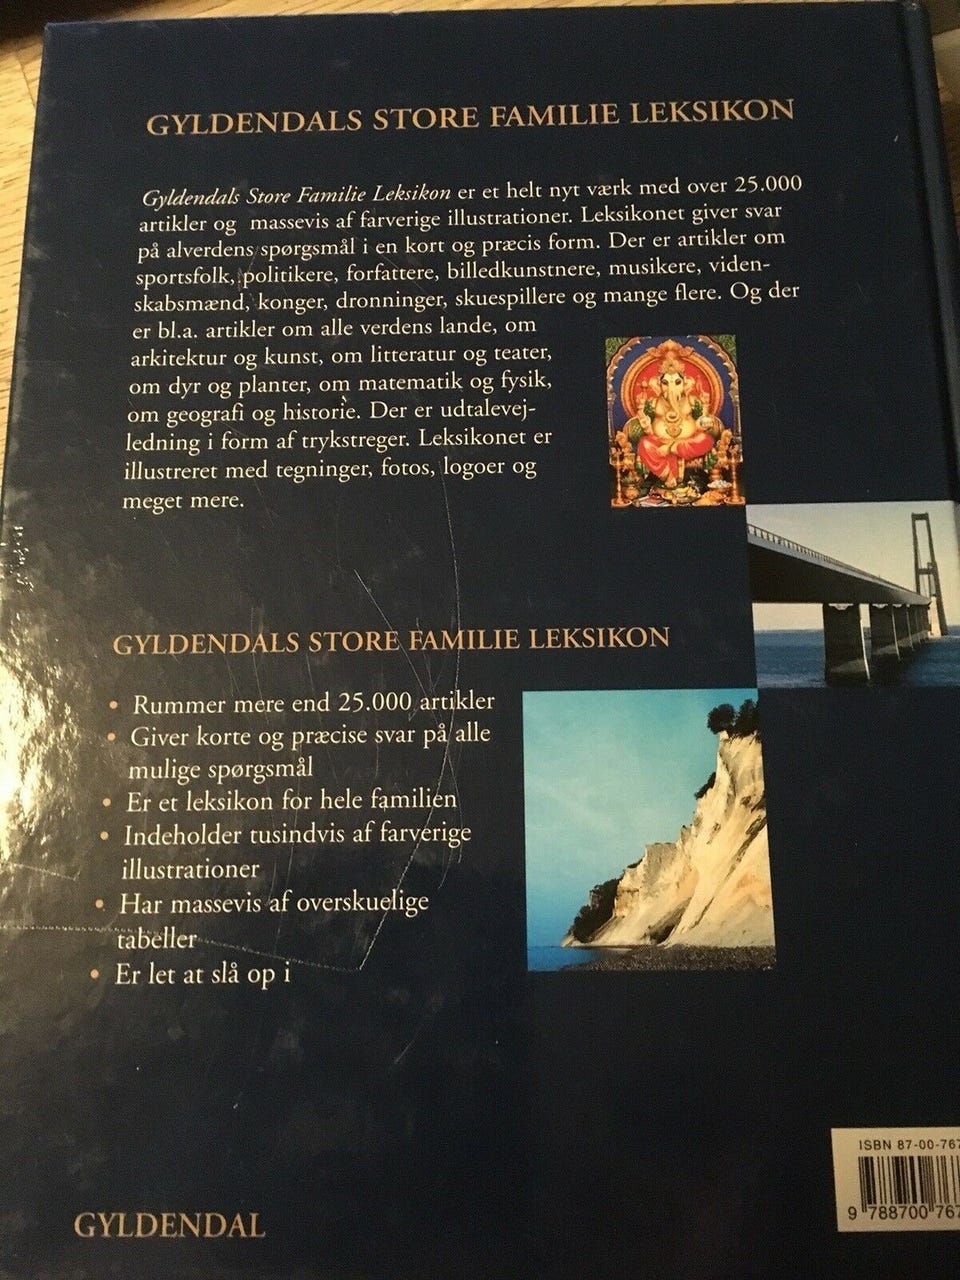 GYLDENDALS STORE FAMILIE LEKSIKON
Gyldendals Store Familie Leksikon er et helt nyt værk med over 25.000
artikler og massevis af farverige illustrationer. Leksikonet giver svar
på alverdens spørgsmål i en kort og præcis form. Der er artikler om
sportsfolk, politikere, forfattere, billedkunstnere, musikere, viden-
skabsmænd, konger, dronninger, skuespillere og mange flere. Og der
er bl.a. artikler om alle verdens lande, om
arkitektur og kunst, om litteratur og teater,
om dyr og planter, om matematik og fysik,
om geografi og historie. Der er udtalevej-
ledning i form af trykstreger. Leksikonet er
illustreret med tegninger, fotos, logoer og
meget mere.
GYLDENDALS STORE FAMILIE LEKSIKON
• Rummer mere end 25.000 artikler
• Giver korte og præcise svar på alle
mulige spørgsmål
• Er et leksikon for hele familien
• Indeholder tusindvis af farverige
illustrationer
• Har massevis af overskuelige
tabeller
• Er let at slå op i
ISBN 87-00-767
9 788700 767
GYLDENDAL